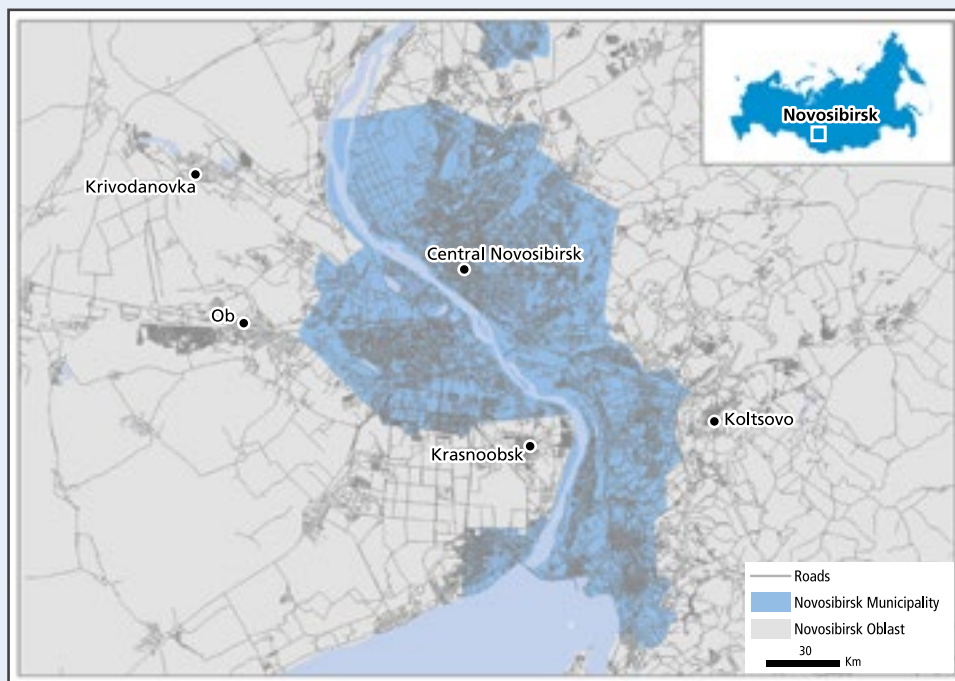 Novosibirsk
Krivodanovka
Central Novosibirsk
Ob
Koltsovo
Krasnoobsk
Roads
Novosibirsk Municipality
Novosibirsk Oblast
30
Km